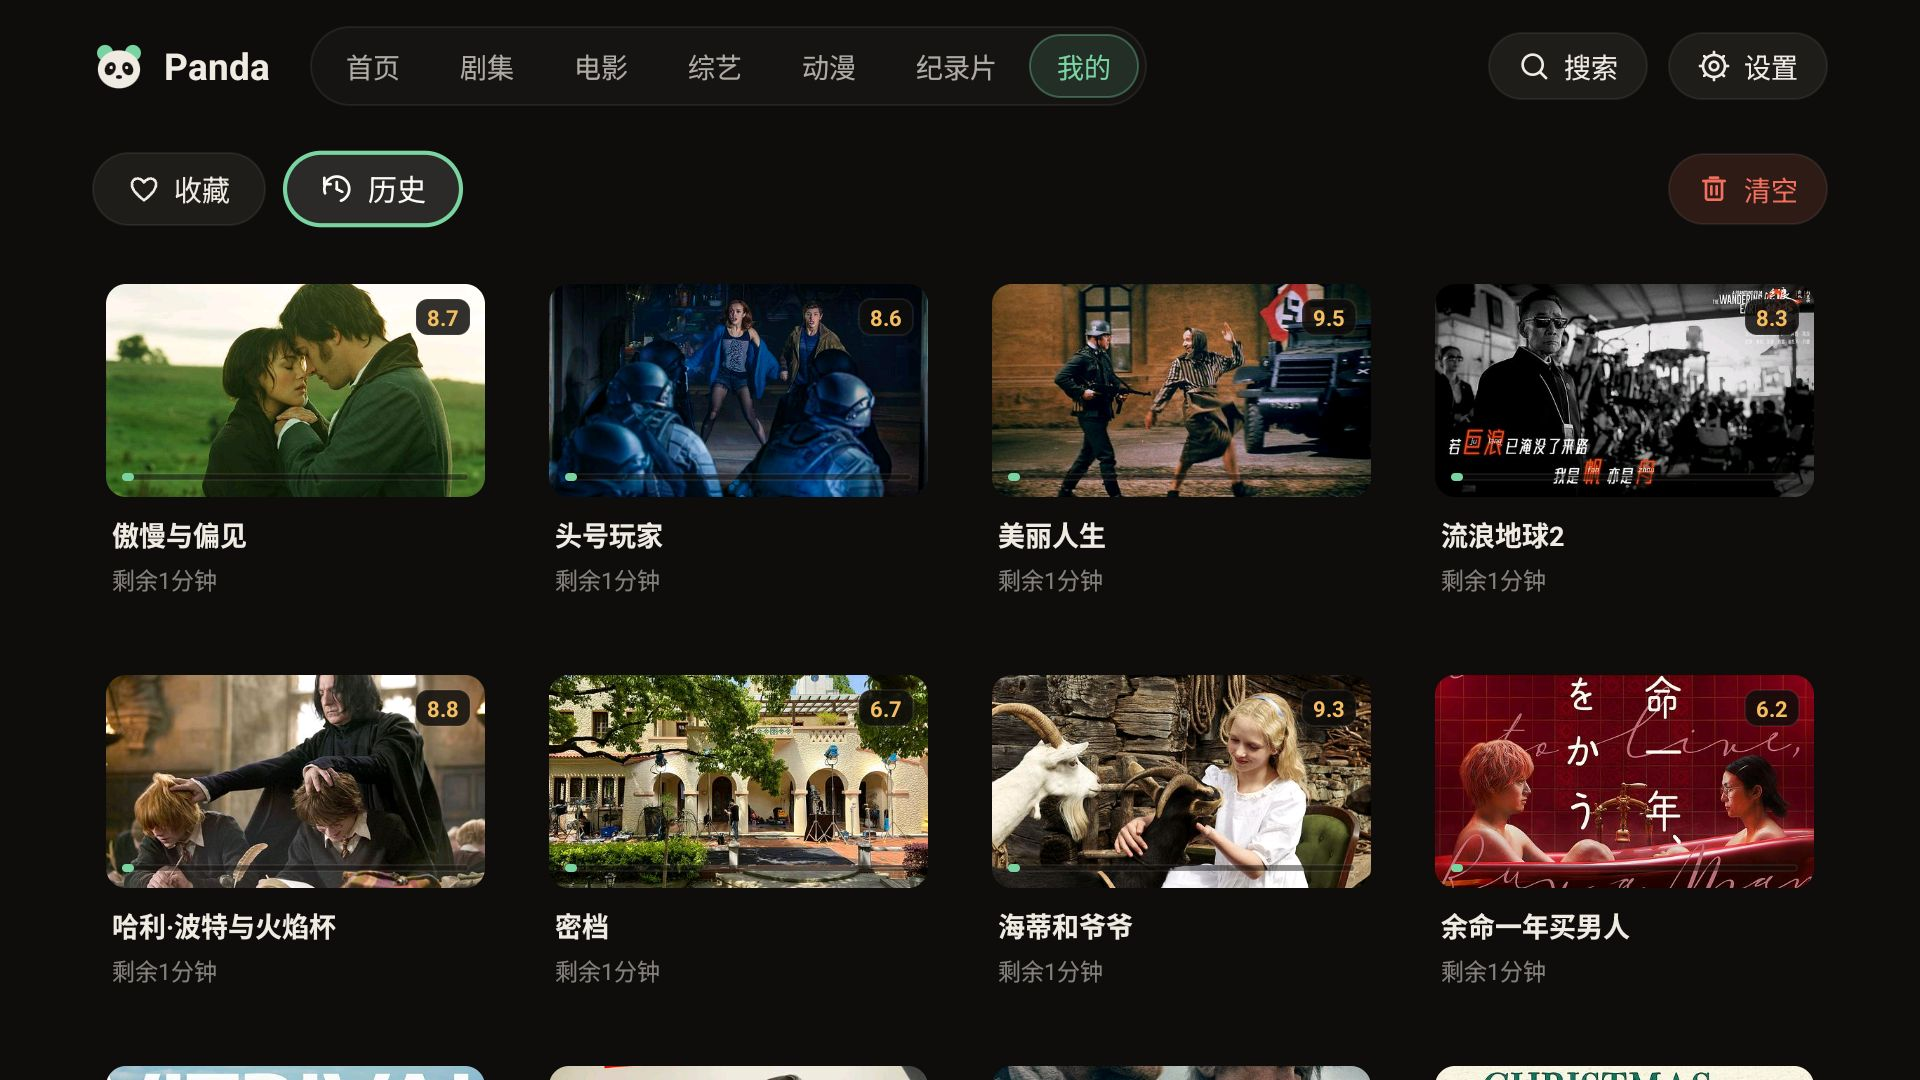 Panda
首页
剧集
电影
综艺
动漫
纪录片
我的
搜索
设置
收藏
历史
清空
8.7
8.6
9.5
8.3
THE WANDERING
若巨浪已淹没了来路
我是帆 亦是舟
傲慢与偏见
头号玩家
美丽人生
流浪地球2
剩余1分钟
剩余1分钟
剩余1分钟
剩余1分钟
8.8
6.7
9.3
6.2
命一年、
をかう
to live,
Buy a Man
哈利·波特与火焰杯
密档
海蒂和爷爷
余命一年买男人
剩余1分钟
剩余1分钟
剩余1分钟
剩余1分钟
CHRISTMAS